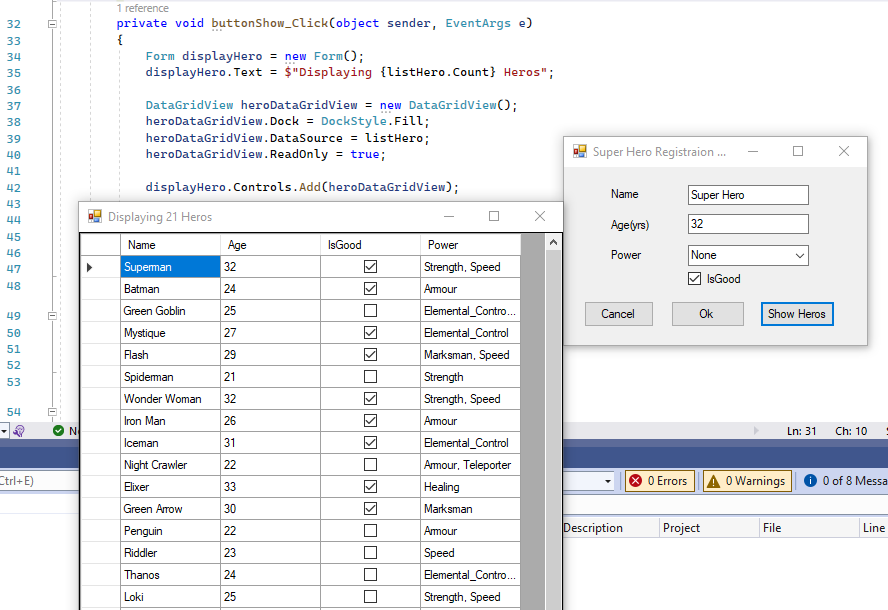 1 reference
32 private void buttonShow_Click(object sender, EventArgs e)
33 {
34 Form displayHero = new Form();
35 displayHero.Text = $"Displaying {listHero.Count} Heros";
36
37 DataGridView heroDataGridView = new DataGridView();
38 heroDataGridView.Dock = DockStyle.Fill;
39 heroDataGridView.DataSource = listHero;
40 heroDataGridView.ReadOnly = true;
41
42 displayHero.Controls.Add(heroDataGridView);
43
44
45
46
47
48
49
50
51
52
53
54
Super Hero Registraion ...
Name Super Hero
Age(yrs) 32
Power None
IsGood
Cancel Ok Show Heros
Displaying 21 Heros
Name Age IsGood Power
Superman 32 Strength, Speed
Batman 24 Armour
Green Goblin 25 Elemental_Contro...
Mystique 27 Elemental_Control
Flash 29 Marksman, Speed
Spiderman 21 Strength
Wonder Woman 32 Strength, Speed
Iron Man 26 Armour
Iceman 31 Elemental_Control
Night Crawler 22 Armour, Teleporter
Elixer 33 Healing
Green Arrow 30 Marksman
Penguin 22 Armour
Riddler 23 Speed
Thanos 24 Elemental_Contro...
Loki 25 Strength, Speed
Ln: 31 Ch: 10
Ctrl+E)
0 Errors 0 Warnings 0 of 8 Messa
Description Project File Line